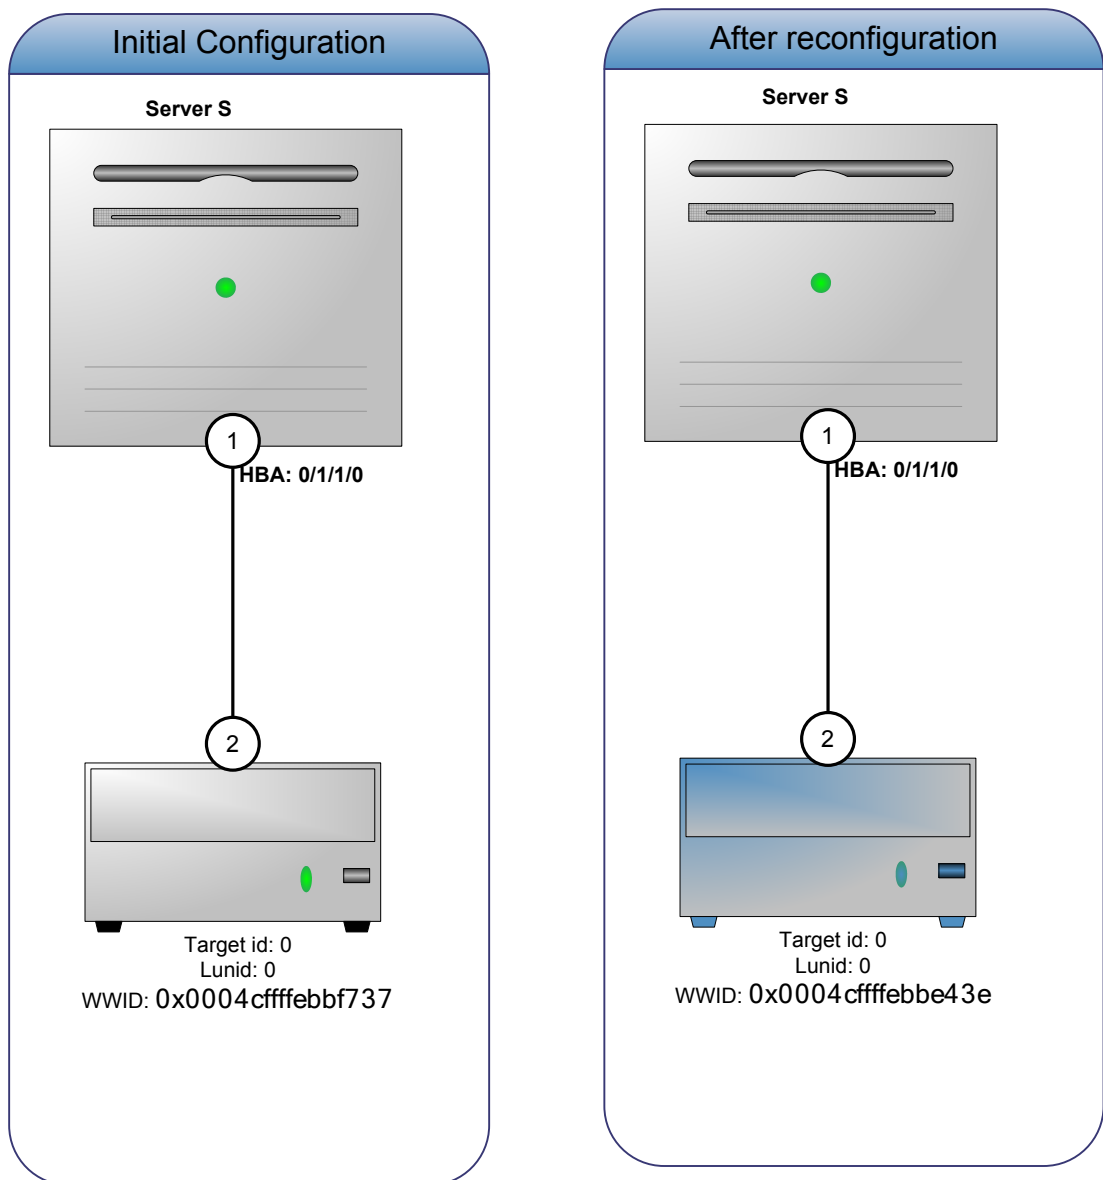 Initial Configuration
Server S
1
HBA: 0/1/1/0
2
Target id: 0
Lunid: 0
WWID: 0x0004cffffebbf737
After reconfiguration
Server S
1
HBA: 0/1/1/0
2
Target id: 0
Lunid: 0
WWID: 0x0004cffffebbe43e